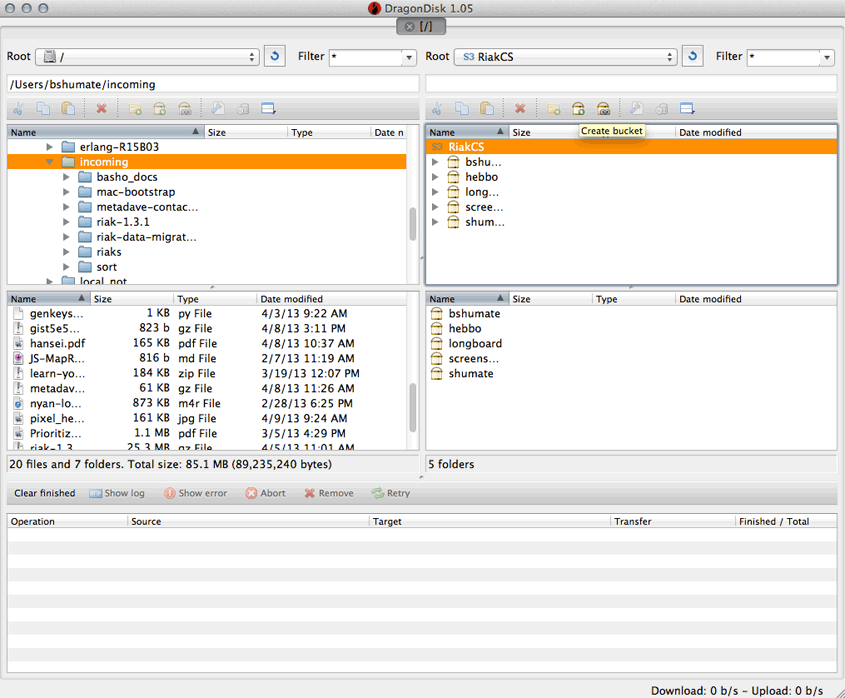 DragonDisk 1.05
[/]
Root / Filter * Root S3 RiakCS Filter *
/Users/bshumate/incoming
Create bucket
Name Size Type Date n
erlang-R15B03
incoming
basho_docs
mac-bootstrap
metadave-contac...
riak-1.3.1
riak-data-migrat...
riaks
sort
local_not
Name Size Date modified
S3 RiakCS
bshu...
hebbo
long...
scree...
shum...
Name Size Type Date modified
genkeys... 1 KB py File 4/3/13 9:22 AM
gist5e5... 823 b gz File 4/8/13 3:11 PM
hansei.pdf 165 KB pdf File 4/8/13 10:37 AM
JS-MapR... 816 b md File 2/7/13 11:19 AM
learn-yo... 184 KB zip File 3/19/13 12:07 PM
metadav... 61 KB gz File 4/8/13 11:26 AM
nyan-lo... 873 KB m4r File 2/28/13 6:25 PM
pixel_he... 161 KB jpg File 4/9/13 9:24 AM
Prioritiz... 1.1 MB pdf File 3/5/13 4:29 PM
riak-1.3 25.3 MB gz File 4/5/13 11:01 AM
Name Size Type Date modified
bshumate
hebbo
longboard
screens...
shumate
20 files and 7 folders. Total size: 85.1 MB (89,235,240 bytes)
5 folders
Clear finished Show log Show error Abort Remove Retry
Operation Source Target Transfer Finished / Total
Download: 0 b/s - Upload: 0 b/s